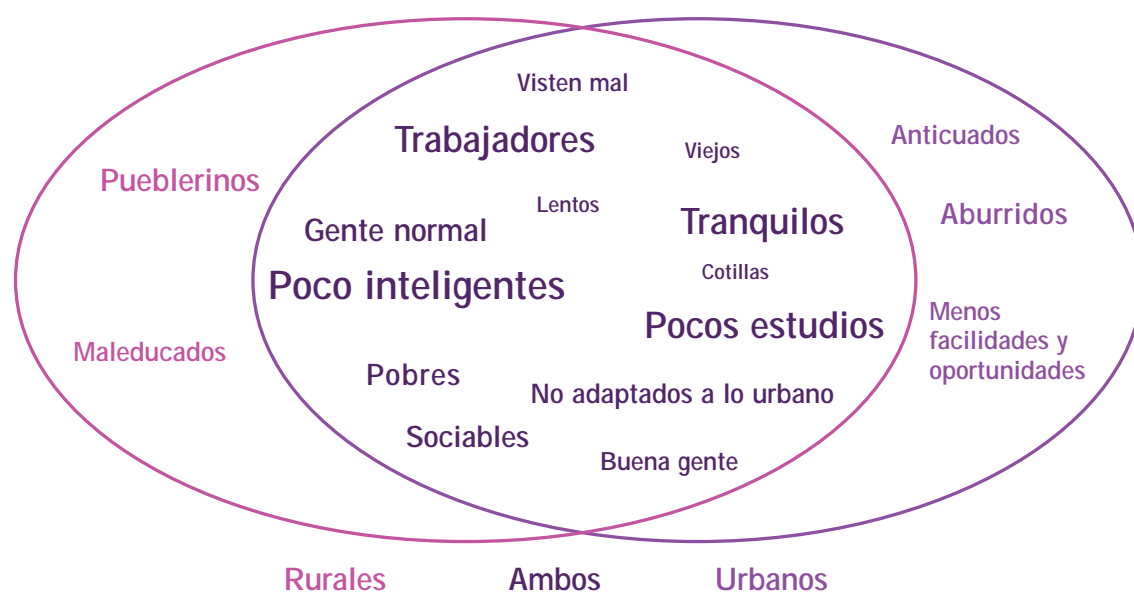 Visten mal
Trabajadores
Viejos
Anticuados
Pueblerinos
Lentos
Tranquilos
Aburridos
Gente normal
Cotillas
Poco inteligentes
Pocos estudios
Menos
facilidades y
oportunidades
Maleducados
Pobres
No adaptados a lo urbano
Sociables
Buena gente
Rurales
Ambos
Urbanos